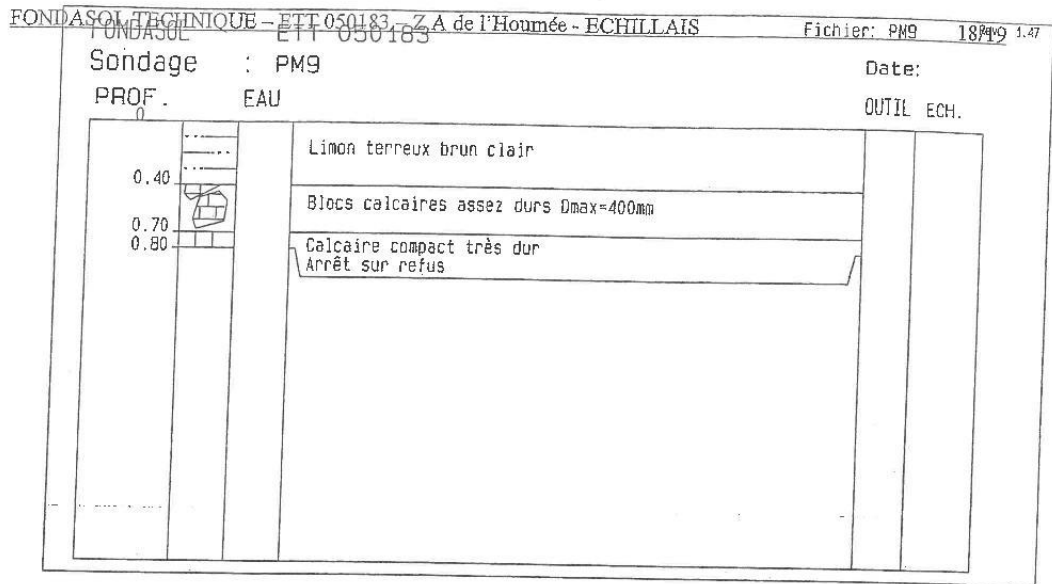 FONDASOL TECHNIQUE – ETT 050183 – Z A de l'Houmée - ECHILLAIS
FONDASOL ETT 050183 Fichier: PM9 1.47
Sondage : PM9 Date:
PROF. EAU OUTIL ECH.
0
Limon terreux brun clair
0.40
Blocs calcaires assez durs Dmax=400mm
0.70
0.80
Calcaire compact très dur
Arrêt sur refus